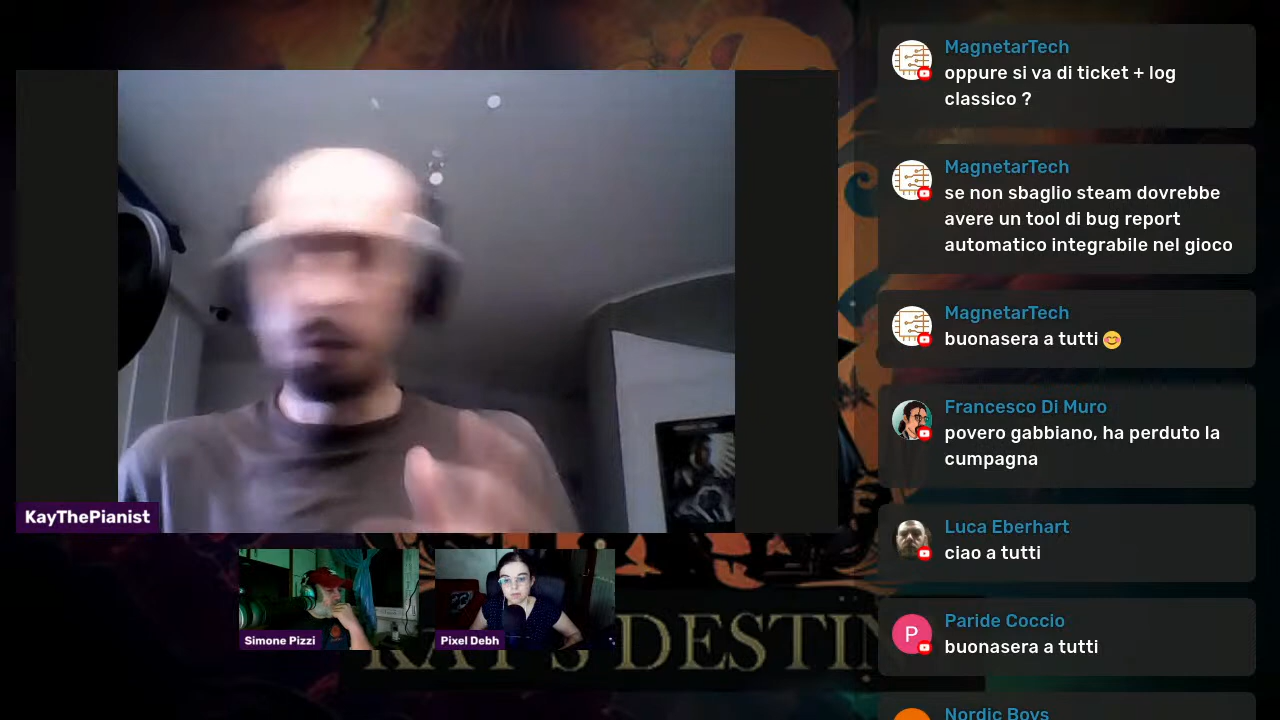 MagnetarTech
oppure si va di ticket + log
classico ?
MagnetarTech
se non sbaglio steam dovrebbe
avere un tool di bug report
automatico integrabile nel gioco
MagnetarTech
buonasera a tutti 😊
Francesco Di Muro
povero gabbiano, ha perduto la
cumpagna
Luca Eberhart
ciao a tutti
Paride Coccio
P
buonasera a tutti
Nordic Boys
KayThePianist
Simone Pizzi
Pixel Debh
KAY'S DESTIN